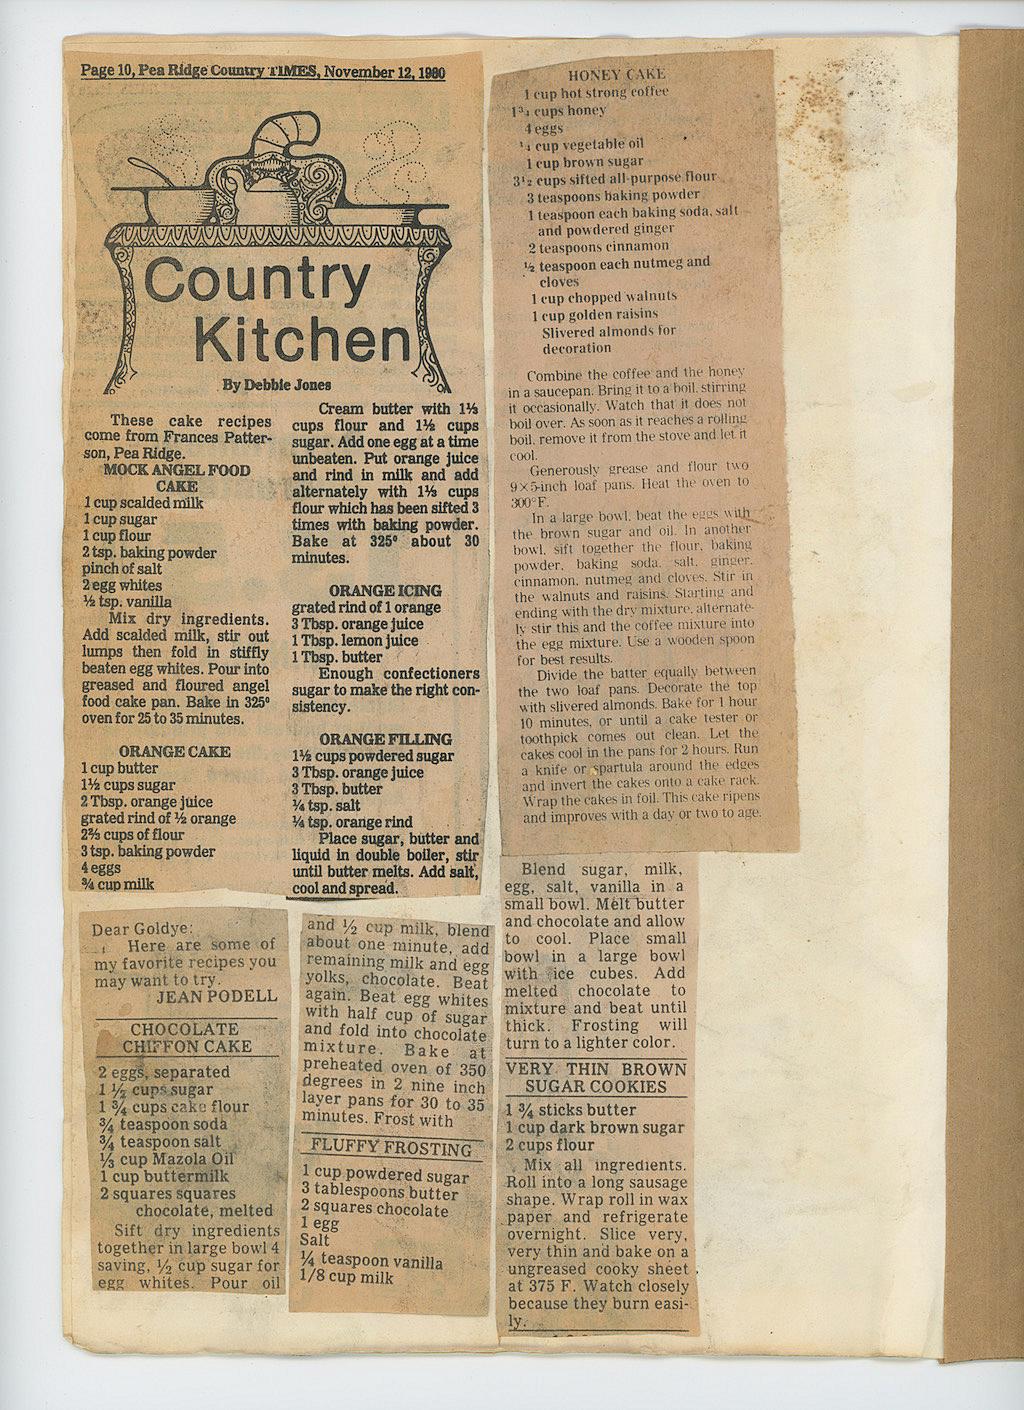 Page 10, Pea Ridge Country TIMES, November 12, 1980
Country
Kitchen
By Debbie Jones
These cake recipes
come from Frances Patter-
son, Pea Ridge.
MOCK ANGEL FOOD
CAKE
1 cup scalded milk
1 cup sugar
1 cup flour
2 tsp. baking powder
pinch of salt
2 egg whites
½ tsp. vanilla
Mix dry ingredients.
Add scalded milk, stir out
lumps then fold in stiffly
beaten egg whites. Pour into
greased and floured angel
food cake pan. Bake in 325°
oven for 25 to 35 minutes.
ORANGE CAKE
1 cup butter
1½ cups sugar
2 Tbsp. orange juice
grated rind of ½ orange
2⅔ cups of flour
3 tsp. baking powder
4 eggs
¾ cup milk
Cream butter with 1⅓
cups flour and 1½ cups
sugar. Add one egg at a time
unbeaten. Put orange juice
and rind in milk and add
alternately with 1⅓ cups
flour which has been sifted 3
times with baking powder.
Bake at 325° about 30
minutes.
ORANGE ICING
grated rind of 1 orange
3 Tbsp. orange juice
1 Tbsp. lemon juice
1 Tbsp. butter
Enough confectioners
sugar to make the right con-
sistency.
ORANGE FILLING
1½ cups powdered sugar
3 Tbsp. orange juice
3 Tbsp. butter
¼ tsp. salt
¼ tsp. orange rind
Place sugar, butter and
liquid in double boiler, stir
until butter melts. Add salt,
cool and spread.
HONEY CAKE
1 cup hot strong coffee
1¾ cups honey
4 eggs
¼ cup vegetable oil
1 cup brown sugar
3½ cups sifted all-purpose flour
3 teaspoons baking powder
1 teaspoon each baking soda, salt
and powdered ginger
2 teaspoons cinnamon
½ teaspoon each nutmeg and
cloves
1 cup chopped walnuts
1 cup golden raisins
Slivered almonds for
decoration
Combine the coffee and the honey
in a saucepan. Bring it to a boil, stirring
it occasionally. Watch that it does not
boil over. As soon as it reaches a rolling
boil, remove it from the stove and let it
cool.
Generously grease and flour two
9×5-inch loaf pans. Heat the oven to
300°F.
In a large bowl, beat the eggs with
the brown sugar and oil. In another
bowl, sift together the flour, baking
powder, baking soda, salt, ginger,
cinnamon, nutmeg and cloves. Stir in
the walnuts and raisins. Starting and
ending with the dry mixture, alternate-
ly stir this and the coffee mixture into
the egg mixture. Use a wooden spoon
for best results.
Divide the batter equally between
the two loaf pans. Decorate the top
with slivered almonds. Bake for 1 hour
10 minutes, or until a cake tester or
toothpick comes out clean. Let the
cakes cool in the pans for 2 hours. Run
a knife or spartula around the edges
and invert the cakes onto a cake rack.
Wrap the cakes in foil. This cake ripens
and improves with a day or two to age.
Dear Goldye:
Here are some of
my favorite recipes you
may want to try.
JEAN PODELL
CHOCOLATE
CHIFFON CAKE
2 eggs, separated
1 ½ cups sugar
1 ¾ cups cake flour
¾ teaspoon soda
¾ teaspoon salt
⅓ cup Mazola Oil
1 cup buttermilk
2 squares squares
chocolate, melted
Sift dry ingredients
together in large bowl 4
saving, ½ cup sugar for
egg whites. Pour oil
and ½ cup milk, blend
about one minute, add
remaining milk and egg
yolks, chocolate. Beat
again. Beat egg whites
with half cup of sugar
and fold into chocolate
mixture. Bake at
preheated oven of 350
degrees in 2 nine inch
layer pans for 30 to 35
minutes. Frost with
FLUFFY FROSTING
1 cup powdered sugar
3 tablespoons butter
2 squares chocolate
1 egg
Salt
¼ teaspoon vanilla
1/8 cup milk
Blend sugar, milk,
egg, salt, vanilla in a
small bowl. Melt butter
and chocolate and allow
to cool. Place small
bowl in a large bowl
with ice cubes. Add
melted chocolate to
mixture and beat until
thick. Frosting will
turn to a lighter color.
VERY THIN BROWN
SUGAR COOKIES
1 ¾ sticks butter
1 cup dark brown sugar
2 cups flour
Mix all ingredients.
Roll into a long sausage
shape. Wrap roll in wax
paper and refrigerate
overnight. Slice very,
very thin and bake on a
ungreased cooky sheet
at 375 F. Watch closely
because they burn easi-
ly.